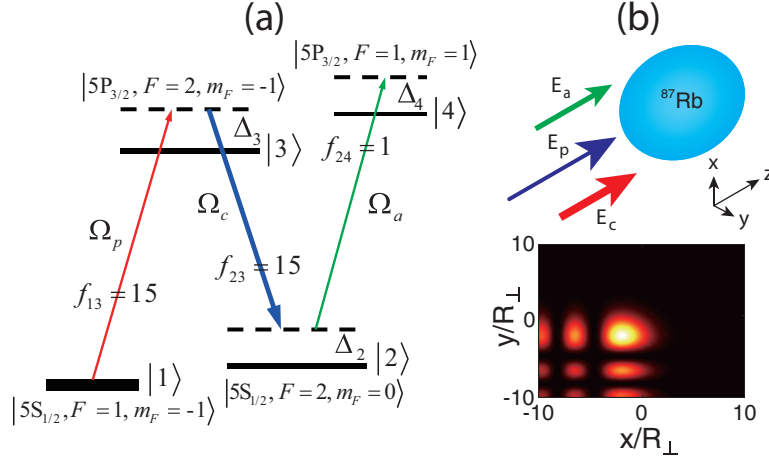 (a)
|5P3/2, F = 2, mF = -1⟩
|5P3/2, F = 1, mF = 1⟩
Δ3
|3⟩
Δ4
|4⟩
f24 = 1
Ωp
Ωc
Ωa
f13 = 15
f23 = 15
Δ2
|1⟩
|2⟩
|5S1/2, F = 1, mF = -1⟩
|5S1/2, F = 2, mF = 0⟩
(b)
Ea
87Rb
Ep
Ec
x
z
y
10
0
-10
y/R⊥
-10
0
10
x/R⊥